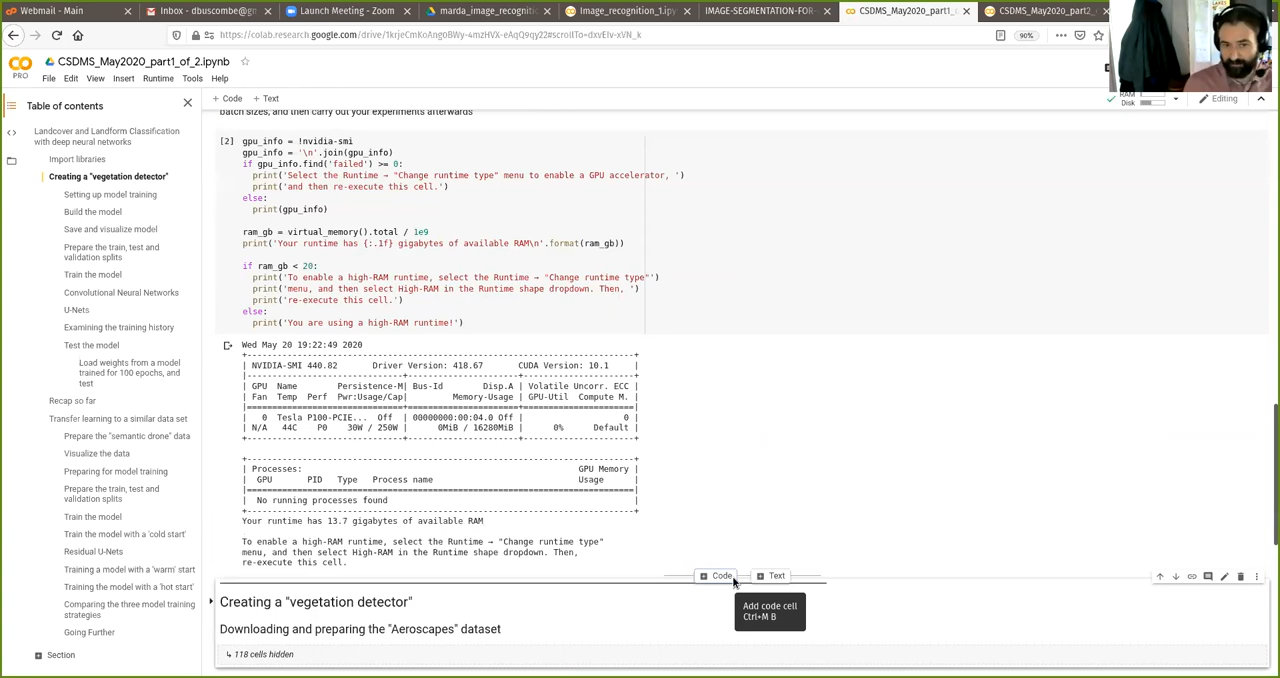 Webmail - Main
Inbox - dbuscombe@g
Launch Meeting - Zoom
marda_image_recognitic
Image_recognition_1.ipy
IMAGE-SEGMENTATION-FOR-
CSDMS_May2020_part1_
CSDMS_May2020_part2_
https://colab.research.google.com/drive/1krjeCmKoAng0BWy-4mzHVX-eAqQ9qy22#scrollTo=dxvElv-xVN_k
90%
CO
PRO
CSDMS_May2020_part1_of_2.ipynb
File Edit View Insert Runtime Tools Help
+ Code + Text
RAM
Disk
Editing
Table of contents
Landcover and Landform Classification
with deep neural networks
Import libraries
Creating a "vegetation detector"
Setting up model training
Build the model
Save and visualize model
Prepare the train, test and
validation splits
Train the model
Convolutional Neural Networks
U-Nets
Examining the training history
Test the model
Load weights from a model
trained for 100 epochs, and
test
Recap so far
Transfer learning to a similar data set
Prepare the "semantic drone" data
Visualize the data
Preparing for model training
Prepare the train, test and
validation splits
Train the model
Train the model with a 'cold start'
Residual U-Nets
Training a model with a 'warm' start
Training the model with a 'hot start'
Comparing the three model training
strategies
Going Further
Section
batch sizes, and then carry out your experiments afterwards
[2] gpu_info = !nvidia-smi
gpu_info = '\n'.join(gpu_info)
if gpu_info.find('failed') >= 0:
print('Select the Runtime → "Change runtime type" menu to enable a GPU accelerator, ')
print('and then re-execute this cell.')
else:
print(gpu_info)
ram_gb = virtual_memory().total / 1e9
print('Your runtime has {:.1f} gigabytes of available RAM\n'.format(ram_gb))
if ram_gb < 20:
print('To enable a high-RAM runtime, select the Runtime → "Change runtime type"')
print('menu, and then select High-RAM in the Runtime shape dropdown. Then, ')
print('re-execute this cell.')
else:
print('You are using a high-RAM runtime!')
Wed May 20 19:22:49 2020
+-----------------------------------------------------------------------------+
| NVIDIA-SMI 440.82 Driver Version: 418.67 CUDA Version: 10.1 |
|-------------------------------+----------------------+----------------------+
| GPU Name Persistence-M| Bus-Id Disp.A | Volatile Uncorr. ECC |
| Fan Temp Perf Pwr:Usage/Cap| Memory-Usage | GPU-Util Compute M. |
|===============================+======================+======================|
| 0 Tesla P100-PCIE... Off | 00000000:00:04.0 Off | 0 |
| N/A 44C P0 30W / 250W | 0MiB / 16280MiB | 0% Default |
+-------------------------------+----------------------+----------------------+
+-----------------------------------------------------------------------------+
| Processes: GPU Memory |
| GPU PID Type Process name Usage |
|=============================================================================|
| No running processes found |
+-----------------------------------------------------------------------------+
Your runtime has 13.7 gigabytes of available RAM
To enable a high-RAM runtime, select the Runtime → "Change runtime type"
menu, and then select High-RAM in the Runtime shape dropdown. Then,
re-execute this cell.
Code Text
Add code cell
Ctrl+M B
Creating a "vegetation detector"
Downloading and preparing the "Aeroscapes" dataset
↳ 118 cells hidden